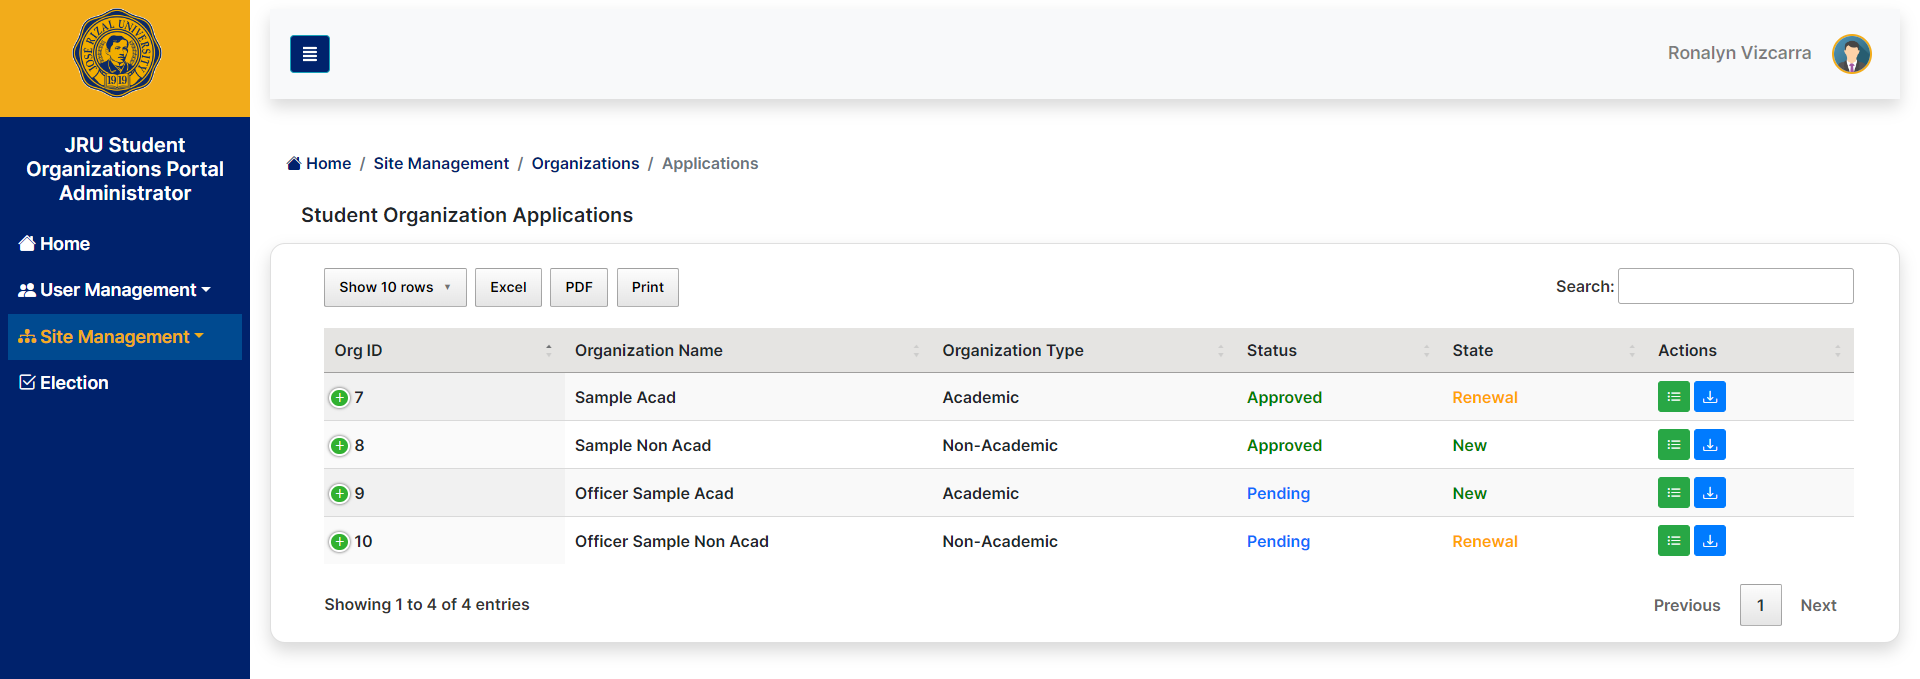 JOSE RIZAL UNIVERSITY
1919
JRU Student
Organizations Portal
Administrator
Home
User Management
Site Management
Election
Ronalyn Vizcarra
Home / Site Management / Organizations / Applications
Student Organization Applications
Show 10 rows Excel PDF Print Search:
Org ID Organization Name Organization Type Status State Actions
7 Sample Acad Academic Approved Renewal
8 Sample Non Acad Non-Academic Approved New
9 Officer Sample Acad Academic Pending New
10 Officer Sample Non Acad Non-Academic Pending Renewal
Showing 1 to 4 of 4 entries Previous 1 Next